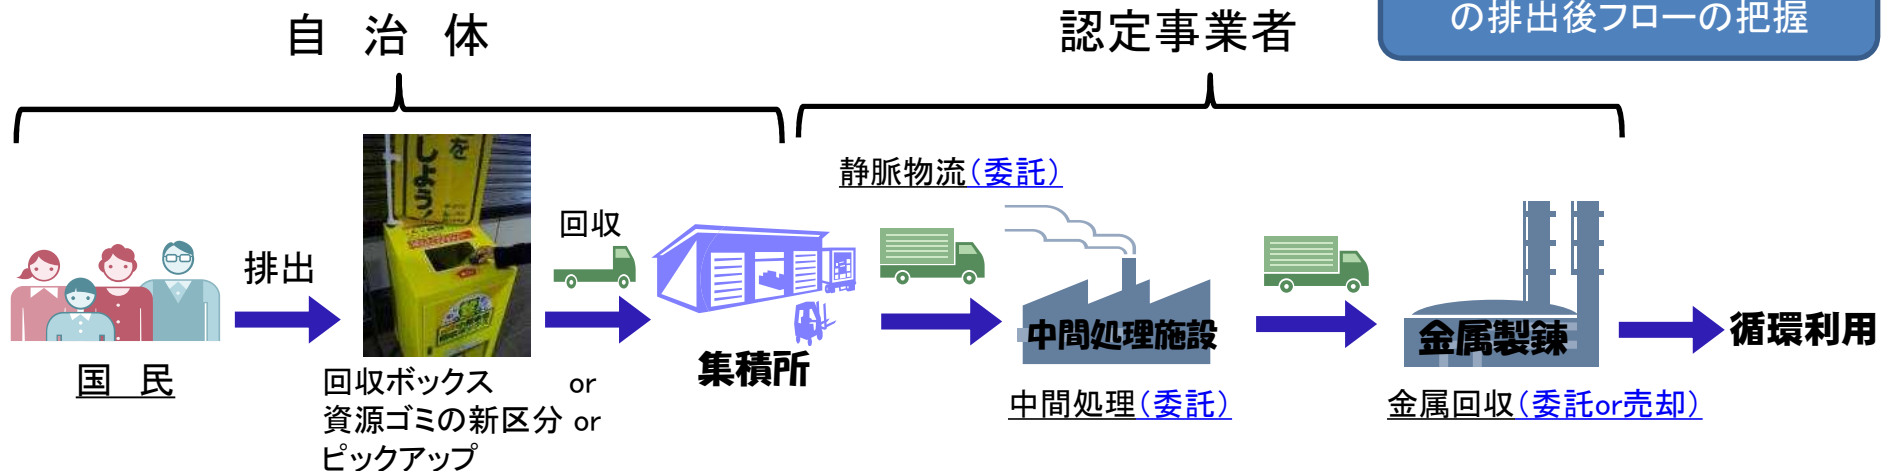 自 治 体
認定事業者
の排出後フローの把握
静脈物流（委託）
を
しよう!
回収
排出
国 民
回収ボックス or
資源ゴミの新区分 or
ピックアップ
集積所
中間処理施設
中間処理（委託）
金属製錬
金属回収（委託or売却）
循環利用